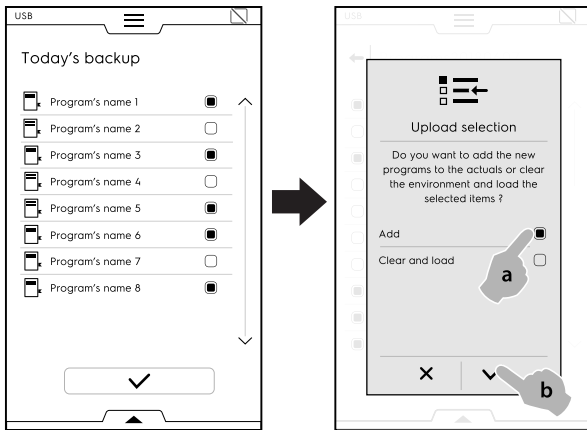 USB
Today's backup
Program's name 1
Program's name 2
Program's name 3
Program's name 4
Program's name 5
Program's name 6
Program's name 7
Program's name 8
USB
Upload selection
Do you want to add the new
programs to the actuals or clear
the environment and load the
selected items ?
Add
Clear and load
a
b